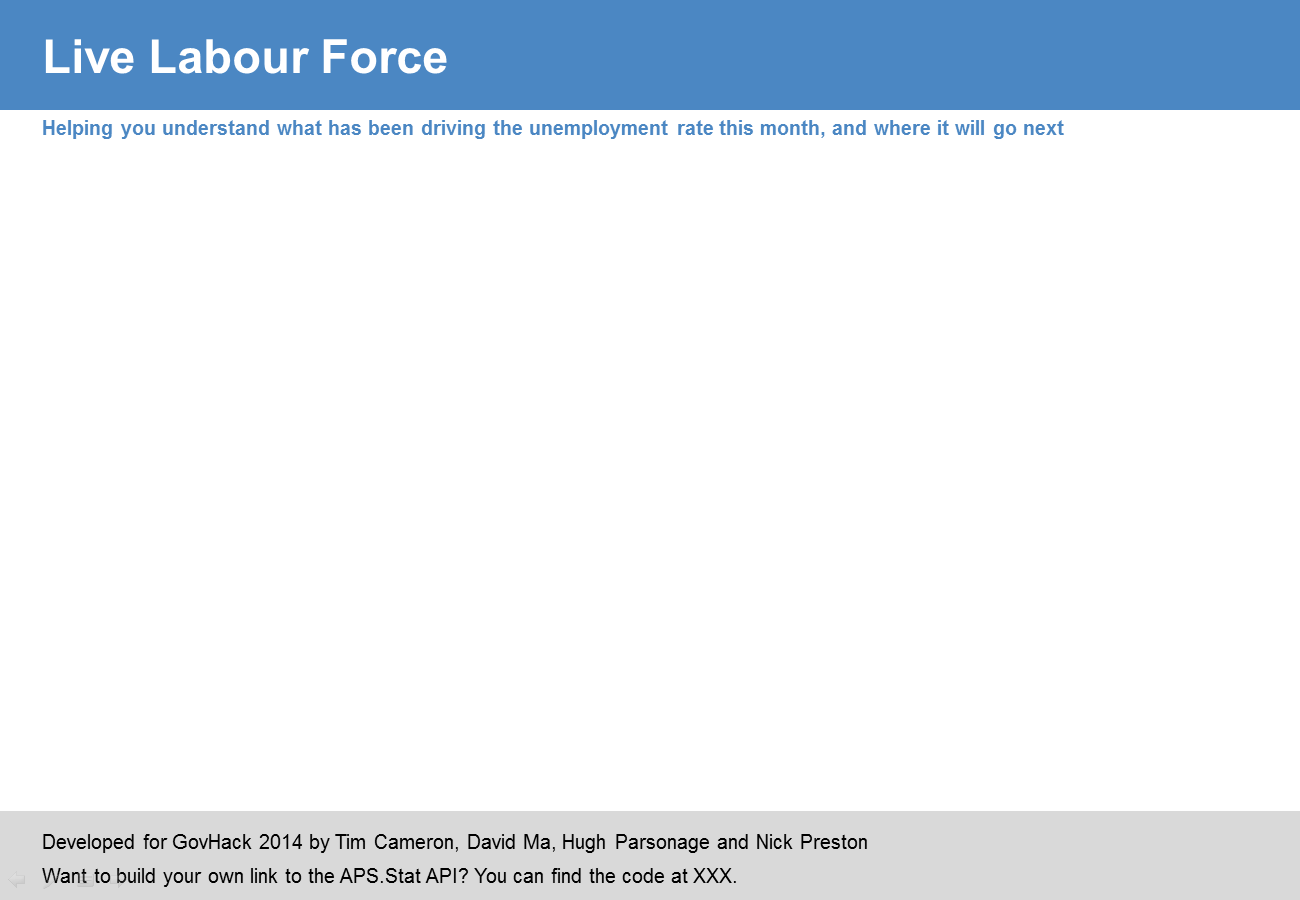 Live Labour Force
Helping you understand what has been driving the unemployment rate this month, and where it will go next
Developed for GovHack 2014 by Tim Cameron, David Ma, Hugh Parsonage and Nick Preston
Want to build your own link to the APS.Stat API? You can find the code at XXX.